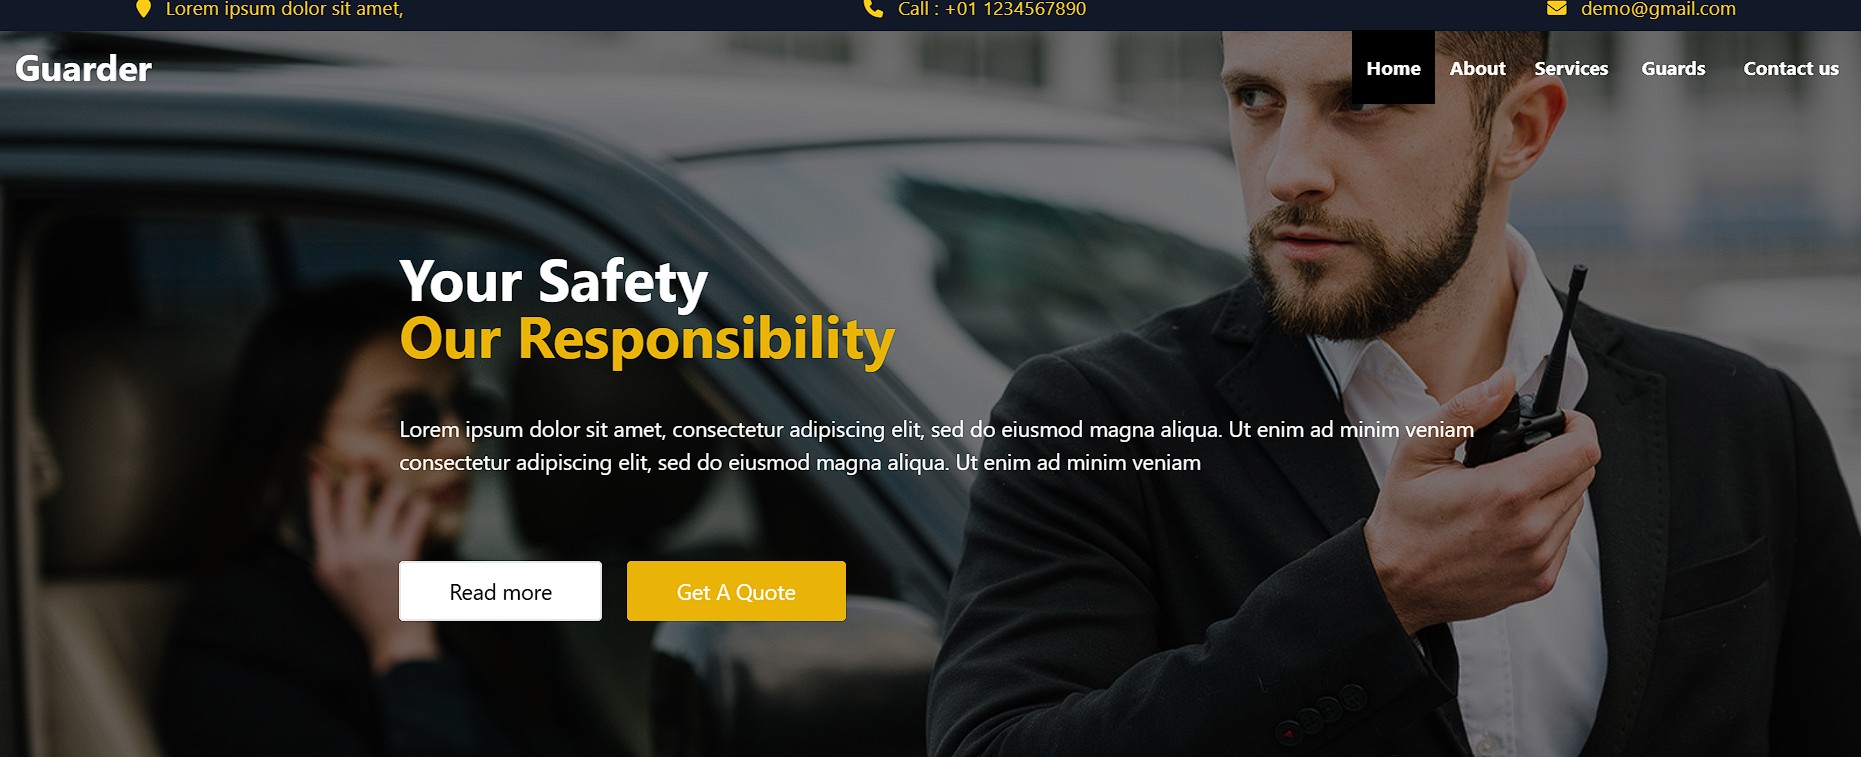 Lorem ipsum dolor sit amet,
Call : +01 1234567890
demo@gmail.com
Guarder
Home
About
Services
Guards
Contact us
Your Safety
Our Responsibility
Lorem ipsum dolor sit amet, consectetur adipiscing elit, sed do eiusmod magna aliqua. Ut enim ad minim veniam
consectetur adipiscing elit, sed do eiusmod magna aliqua. Ut enim ad minim veniam
Read more
Get A Quote